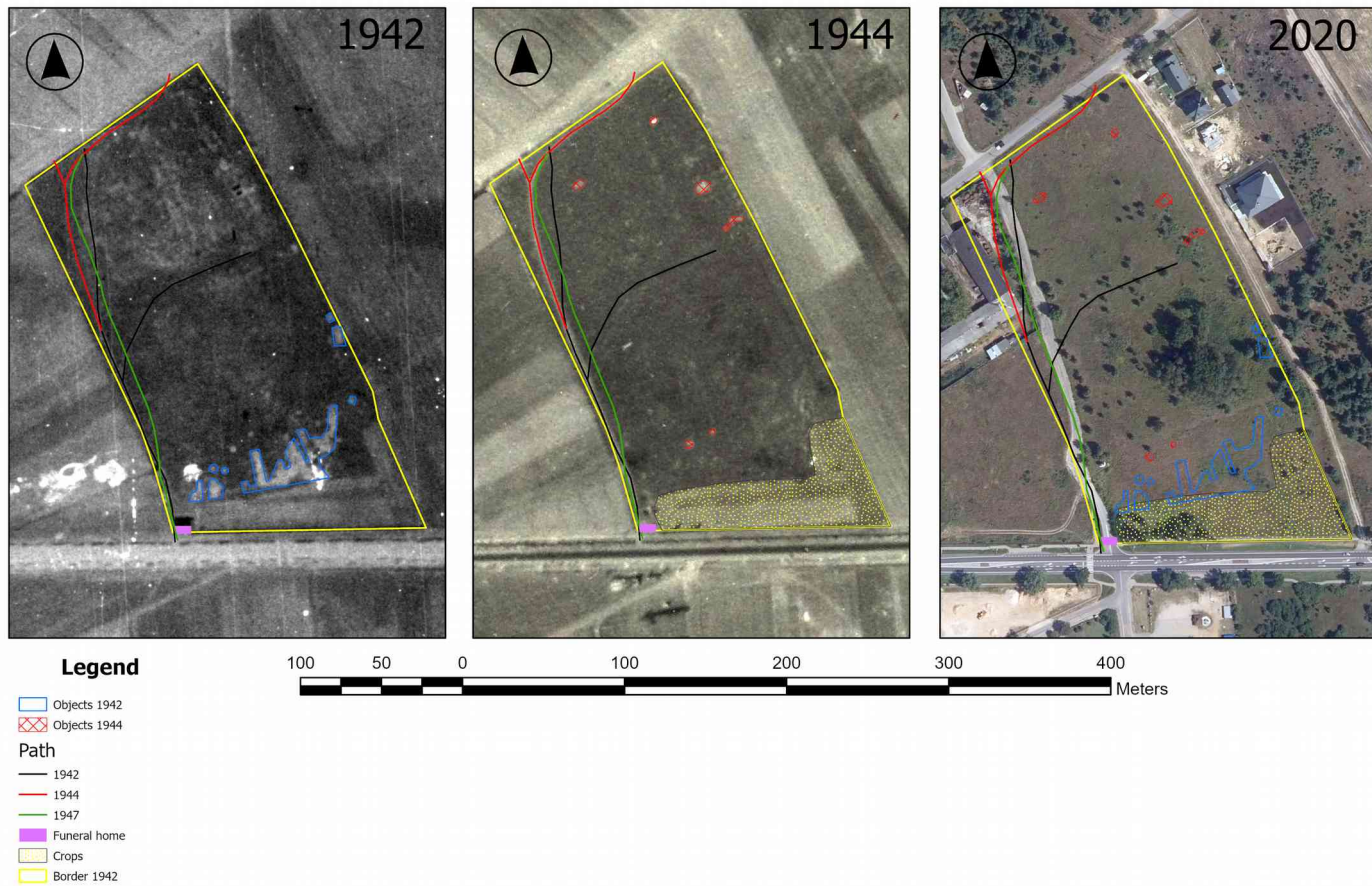 1942
1944
2020
Legend
100 50 0 100 200 300 400
Meters
Objects 1942
Objects 1944
Path
1942
1944
1947
Funeral home
Crops
Border 1942